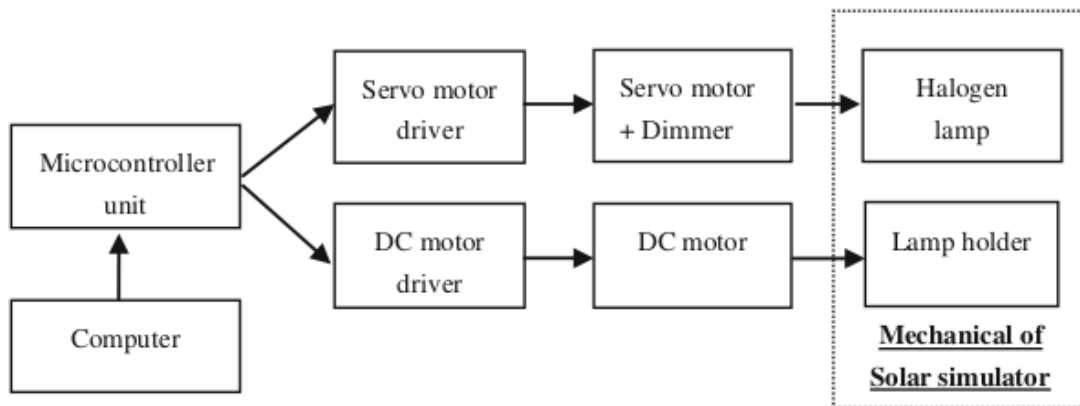 Servo motor
driver
Servo motor
+ Dimmer
Halogen
lamp
Microcontroller
unit
DC motor
driver
DC motor
Lamp holder
Computer
Mechanical of
Solar simulator